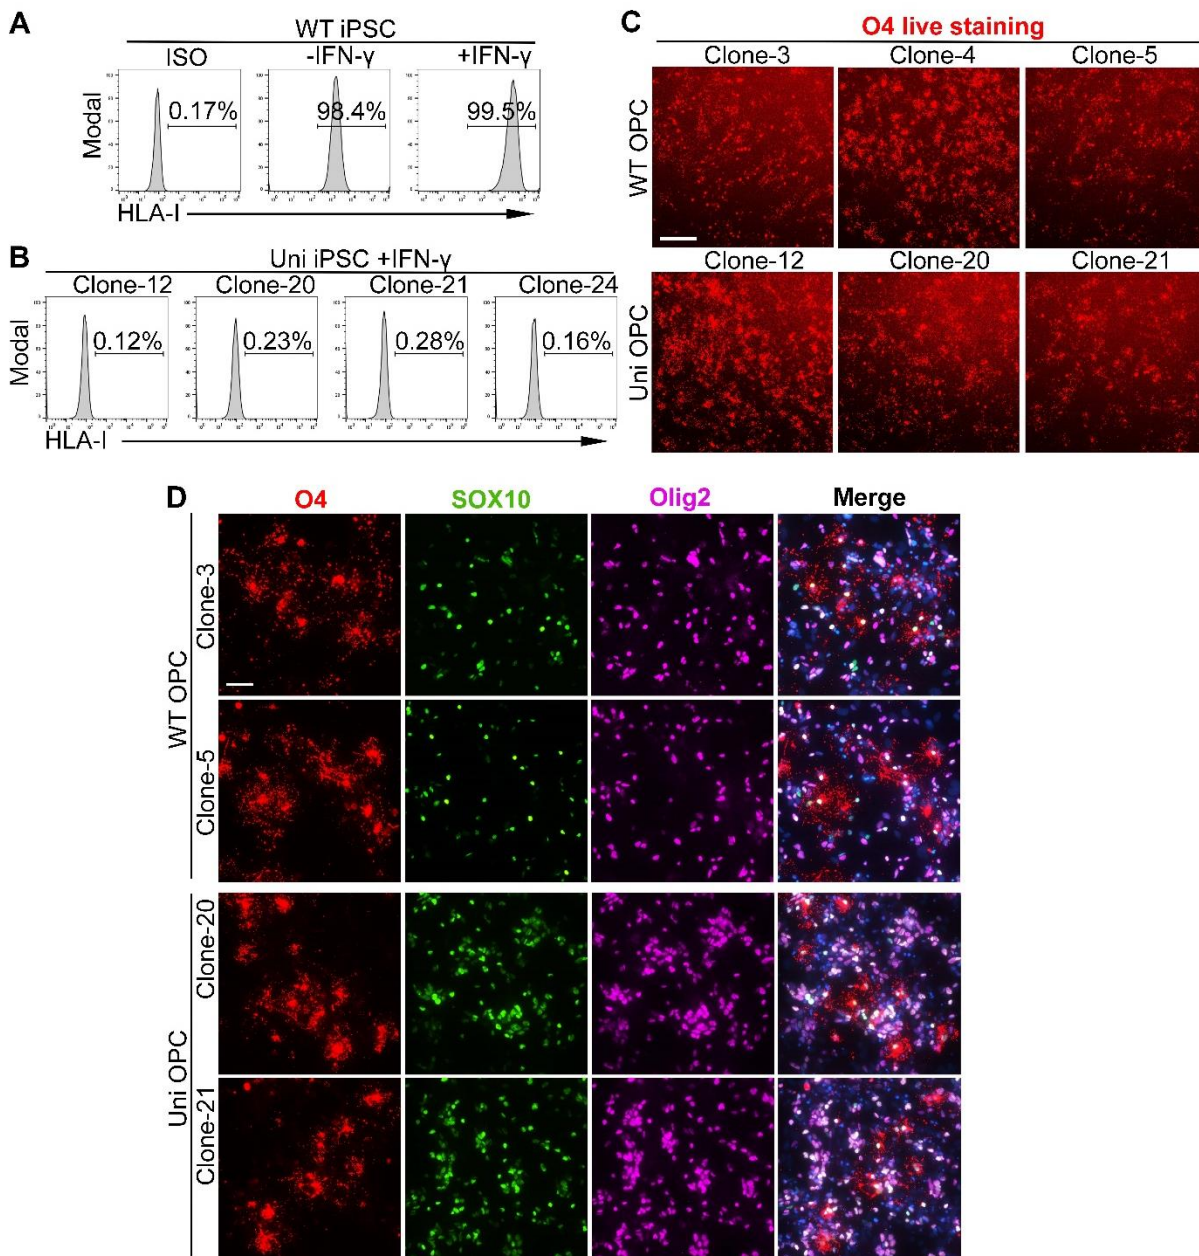 A
WT iPSC
ISO
-IFN-γ
+IFN-γ
Modal
0.17%
98.4%
99.5%
HLA-I
B
Uni iPSC +IFN-γ
Clone-12
Clone-20
Clone-21
Clone-24
Modal
0.12%
0.23%
0.28%
0.16%
HLA-I
C
O4 live staining
Clone-3
Clone-4
Clone-5
WT OPC
Clone-12
Clone-20
Clone-21
Uni OPC
D
O4
SOX10
Olig2
Merge
WT OPC
Clone-3
Clone-5
Uni OPC
Clone-20
Clone-21